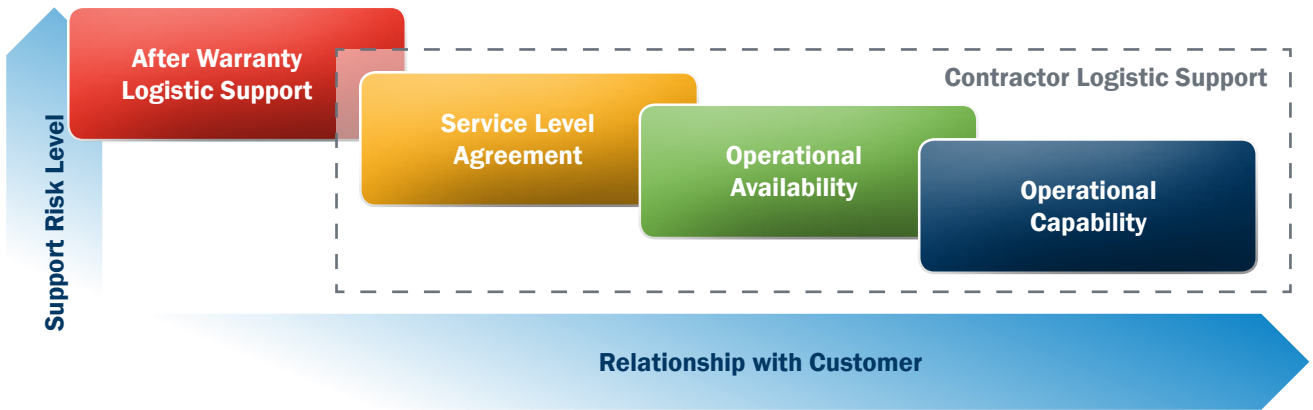 After Warranty
Logistic Support
Contractor Logistic Support
Service Level
Agreement
Operational
Availability
Operational
Capability
Support Risk Level
Relationship with Customer